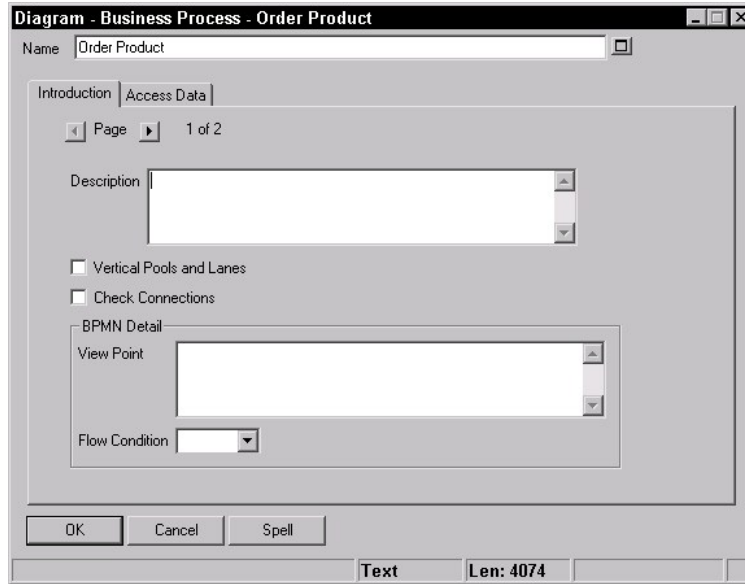 Diagram - Business Process - Order Product
Name Order Product
Introduction Access Data
Page 1 of 2
Description
Vertical Pools and Lanes
Check Connections
BPMN Detail
View Point
Flow Condition
OK Cancel Spell
Text Len: 4074